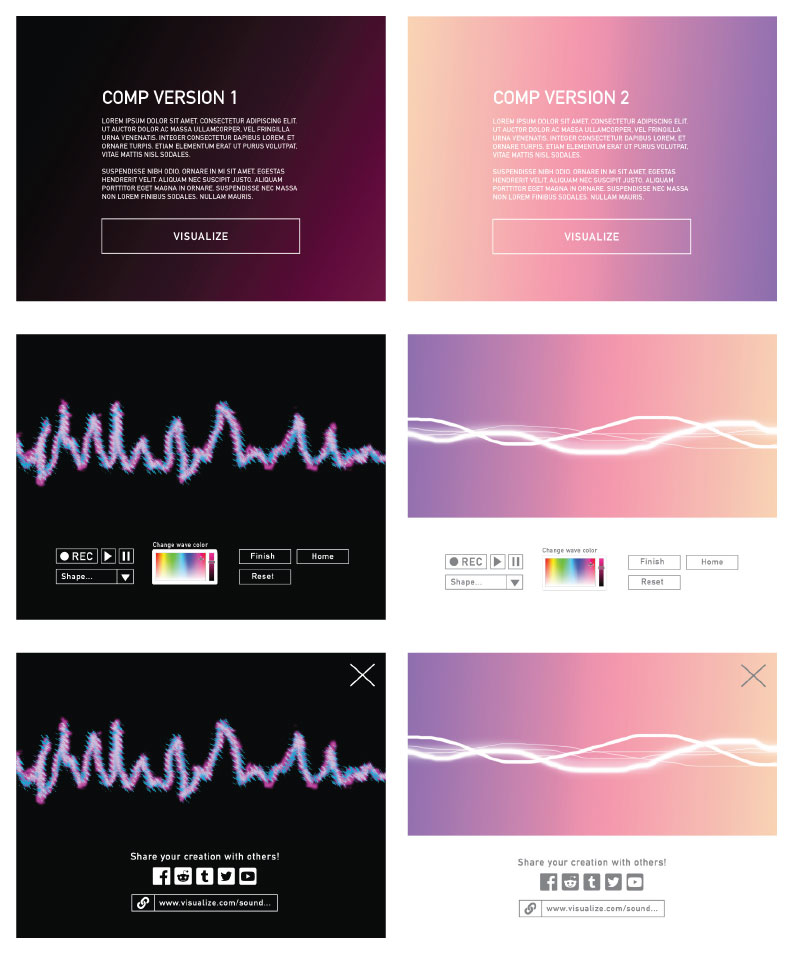 COMP VERSION 1
LOREM IPSUM DOLOR SIT AMET, CONSECTETUR ADIPISCING ELIT.
UT AUCTOR DOLOR AC MASSA ULLAMCORPER, VEL FRINGILLA
URNA VENENATIS. INTEGER CONSECTETUR DAPIBUS LOREM, ET
ORNARE TURPIS. ETIAM ELEMENTUM ERAT UT PURUS VOLUTPAT,
VITAE MATTIS NISL SODALES.
SUSPENDISSE NIBH ODIO. ORNARE IN MI SIT AMET. EGESTAS
HENDRERIT VELIT. ALIQUAM NEC SUSCIPIT JUSTO. ALIQUAM
PORTTITOR EGET MAGNA IN ORNARE. SUSPENDISSE NEC MASSA
NON LOREM FINIBUS SODALES. NULLAM MAURIS.
VISUALIZE
COMP VERSION 2
LOREM IPSUM DOLOR SIT AMET, CONSECTETUR ADIPISCING ELIT.
UT AUCTOR DOLOR AC MASSA ULLAMCORPER, VEL FRINGILLA
URNA VENENATIS. INTEGER CONSECTETUR DAPIBUS LOREM, ET
ORNARE TURPIS. ETIAM ELEMENTUM ERAT UT PURUS VOLUTPAT,
VITAE MATTIS NISL SODALES.
SUSPENDISSE NIBH ODIO. ORNARE IN MI SIT AMET. EGESTAS
HENDRERIT VELIT. ALIQUAM NEC SUSCIPIT JUSTO. ALIQUAM
PORTTITOR EGET MAGNA IN ORNARE. SUSPENDISSE NEC MASSA
NON LOREM FINIBUS SODALES. NULLAM MAURIS.
VISUALIZE
Change wave color
REC
Finish
Home
Shape...
Reset
Change wave color
REC
Finish
Home
Shape...
Reset
Share your creation with others!
www.visualize.com/sound...
Share your creation with others!
www.visualize.com/sound...